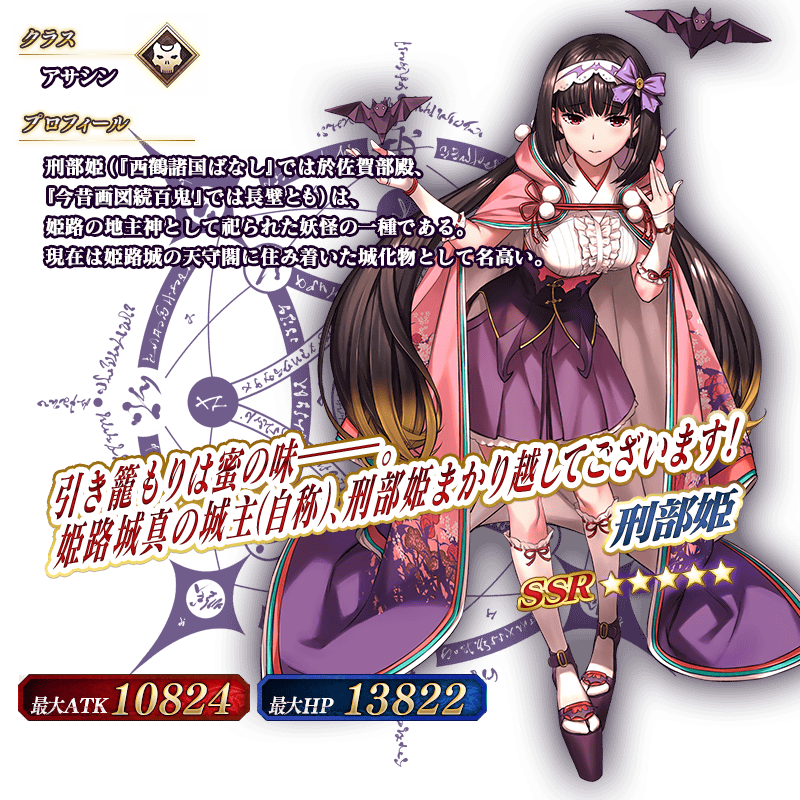 クラス
アサシン
プロフィール
刑部姫（『西鶴諸国ばなし』では於佐賀部殿、
『今昔画図続百鬼』では長壁とも）は、
姫路の地主神として祀られた妖怪の一種である。
現在は姫路城の天守閣に住み着いた城化物として名高い。
引き籠もりは蜜の味――。
姫路城真の城主(自称)、刑部姫まかり越してございます！
刑部姫
SSR ★★★★★
最大ATK 10824
最大HP 13822